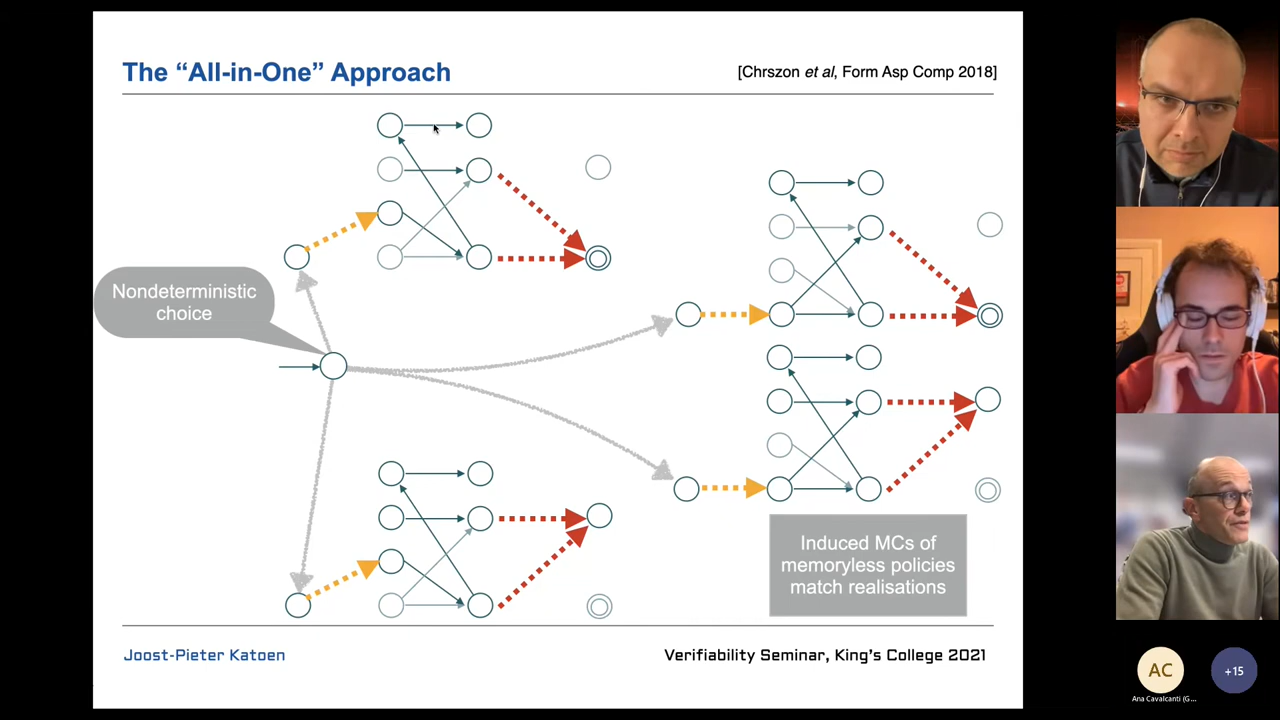 The “All-in-One” Approach
[Chrszon et al, Form Asp Comp 2018]
Nondeterministic
choice
Induced MCs of
memoryless policies
match realisations
Joost-Pieter Katoen
Verifiability Seminar, King's College 2021
AC
+15
Ana Cavalcanti (G...